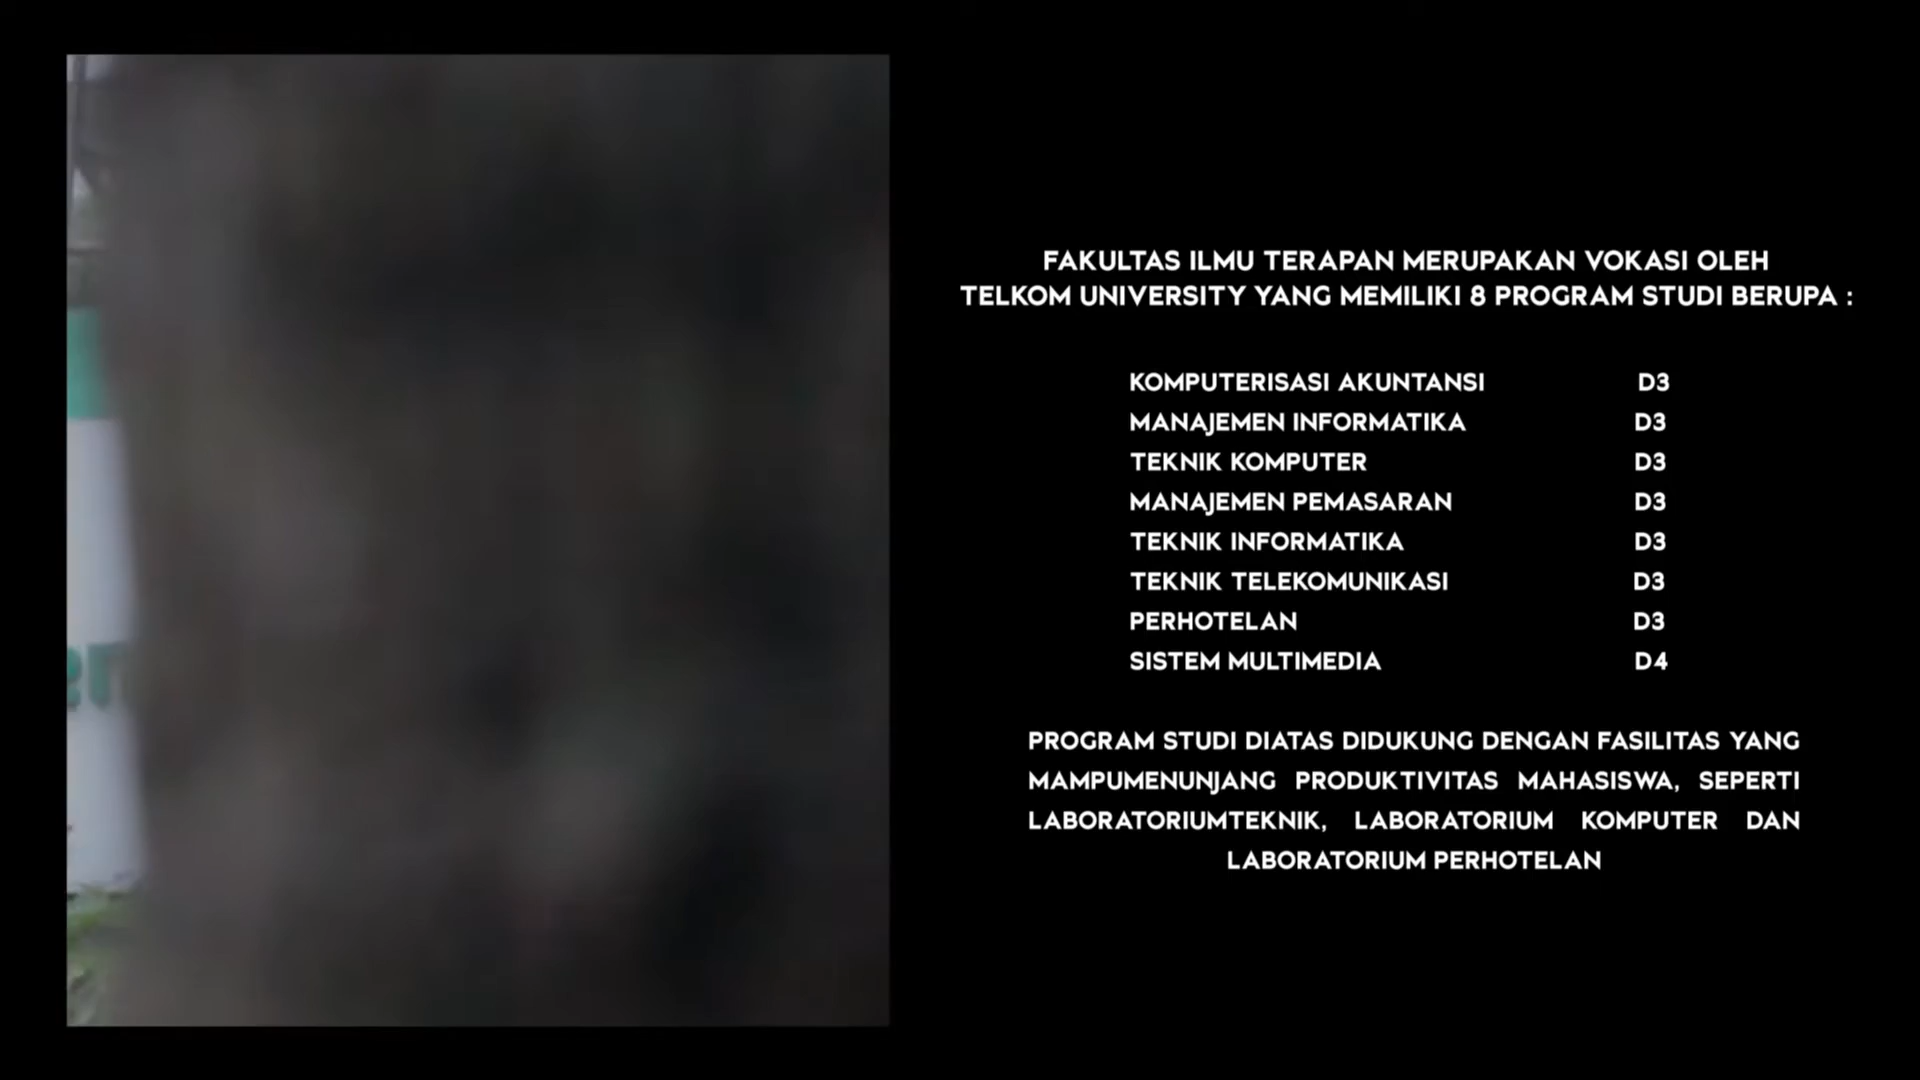 FAKULTAS ILMU TERAPAN MERUPAKAN VOKASI OLEH
TELKOM UNIVERSITY YANG MEMILIKI 8 PROGRAM STUDI BERUPA :
KOMPUTERISASI AKUNTANSI D3
MANAJEMEN INFORMATIKA D3
TEKNIK KOMPUTER D3
MANAJEMEN PEMASARAN D3
TEKNIK INFORMATIKA D3
TEKNIK TELEKOMUNIKASI D3
PERHOTELAN D3
SISTEM MULTIMEDIA D4
PROGRAM STUDI DIATAS DIDUKUNG DENGAN FASILITAS YANG
MAMPUMENUNJANG PRODUKTIVITAS MAHASISWA, SEPERTI
LABORATORIUMTEKNIK, LABORATORIUM KOMPUTER DAN
LABORATORIUM PERHOTELAN